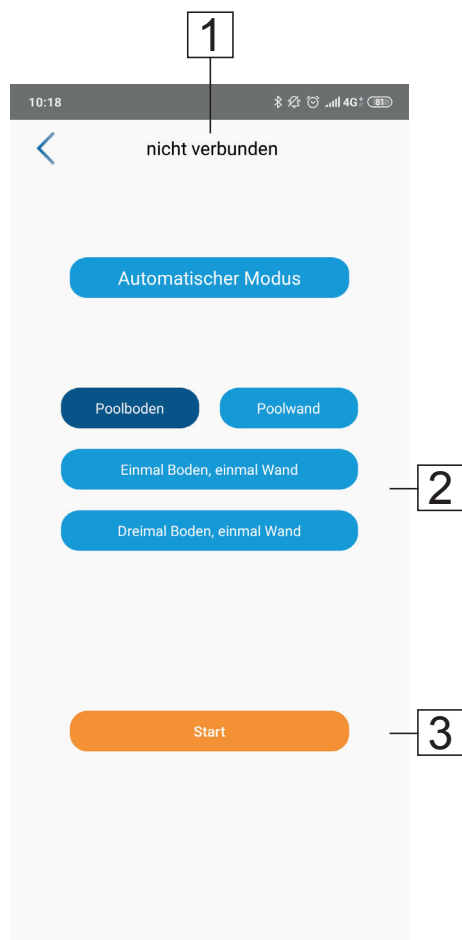 1
10:18 4G+ 81
nicht verbunden
Automatischer Modus
Poolboden Poolwand
Einmal Boden, einmal Wand
2
Dreimal Boden, einmal Wand
Start
3